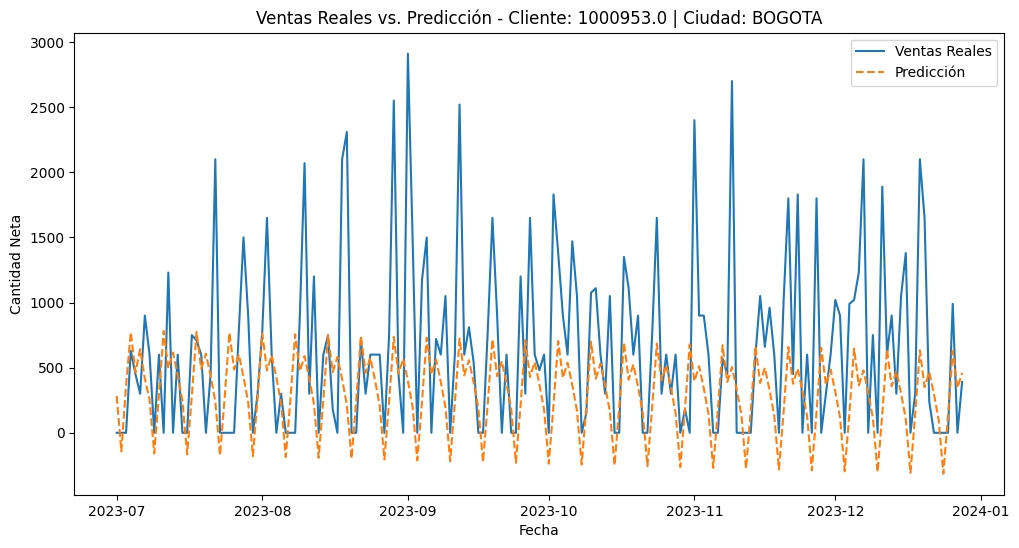 Ventas Reales vs. Predicción - Cliente: 1000953.0 | Ciudad: BOGOTA
Ventas Reales
Predicción
Cantidad Neta
3000
2500
2000
1500
1000
500
0
2023-07
2023-08
2023-09
2023-10
2023-11
2023-12
2024-01
Fecha